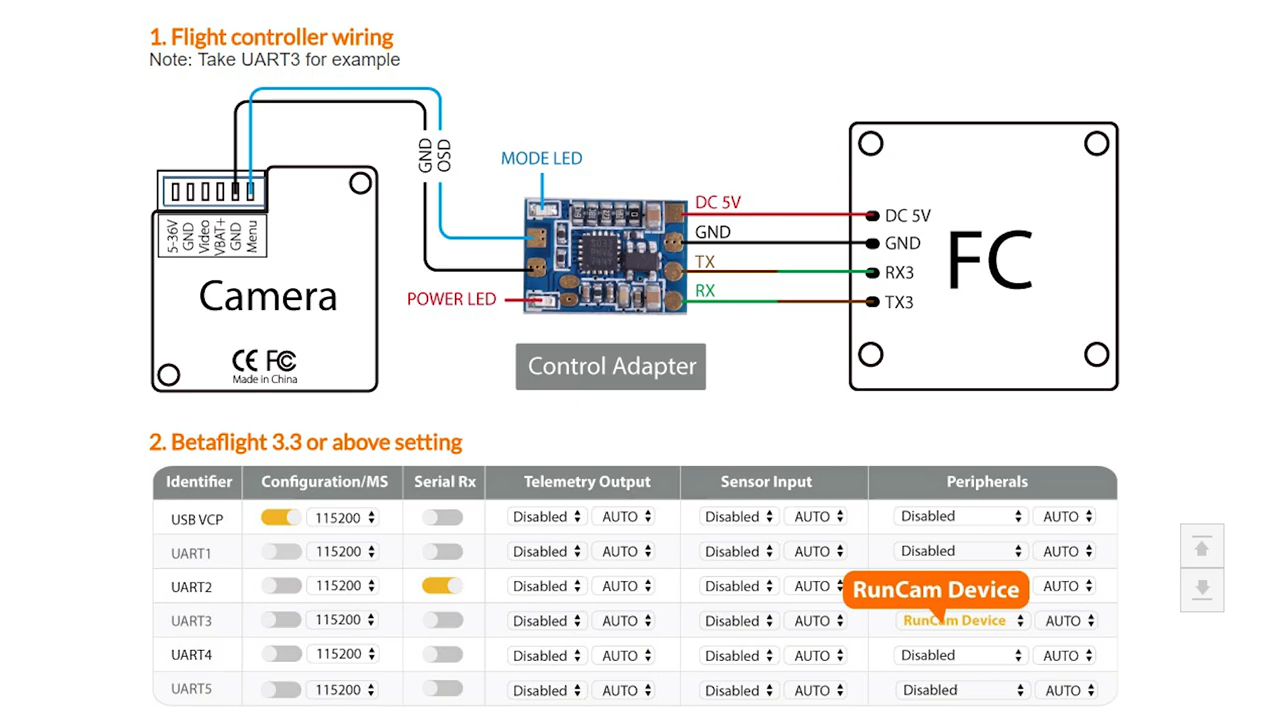 1. Flight controller wiring
Note: Take UART3 for example
GND
OSD
MODE LED
5-36V
GND
Video
VBAT+
GND
Menu
Camera
CE FC
Made in China
POWER LED
DC 5V
GND
TX
RX
Control Adapter
DC 5V
GND
RX3
TX3
FC
2. Betaflight 3.3 or above setting
Identifier Configuration/MS Serial Rx Telemetry Output Sensor Input Peripherals
USB VCP 115200 Disabled AUTO Disabled AUTO Disabled AUTO
UART1 115200 Disabled AUTO Disabled AUTO Disabled AUTO
UART2 115200 Disabled AUTO Disabled AUTO RunCam Device AUTO
UART3 115200 Disabled AUTO Disabled AUTO RunCam Device AUTO
UART4 115200 Disabled AUTO Disabled AUTO Disabled AUTO
UART5 115200 Disabled AUTO Disabled AUTO Disabled AUTO